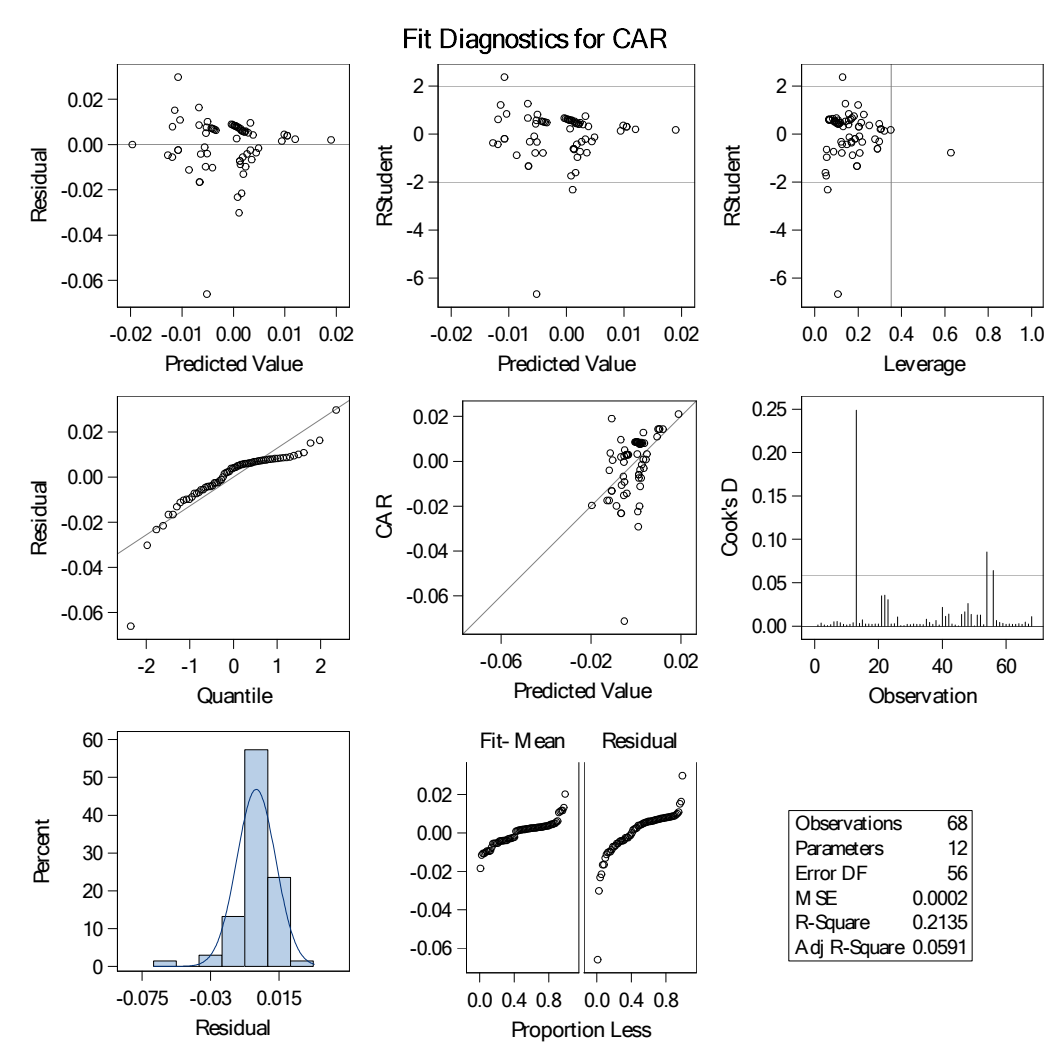 Fit Diagnostics for CAR
0.02
0.00
-0.02
-0.04
-0.06
Residual
-0.02 -0.01 0.00 0.01 0.02
Predicted Value
2
0
-2
-4
-6
RStudent
-0.02 -0.01 0.00 0.01 0.02
Predicted Value
2
0
-2
-4
-6
RStudent
0.0 0.2 0.4 0.6 0.8 1.0
Leverage
0.02
0.00
-0.02
-0.04
-0.06
Residual
-2 -1 0 1 2
Quantile
0.02
0.00
-0.02
-0.04
-0.06
CAR
-0.06 -0.02 0.02
Predicted Value
0.25
0.20
0.15
0.10
0.05
0.00
Cook's D
0 20 40 60
Observation
60
50
40
30
20
10
0
Percent
-0.075 -0.03 0.015
Residual
Fit-Mean Residual
0.02
0.00
-0.02
-0.04
-0.06
0.0 0.4 0.8 0.0 0.4 0.8
Proportion Less
Observations 68
Parameters 12
Error DF 56
MSE 0.0002
R-Square 0.2135
Adj R-Square 0.0591